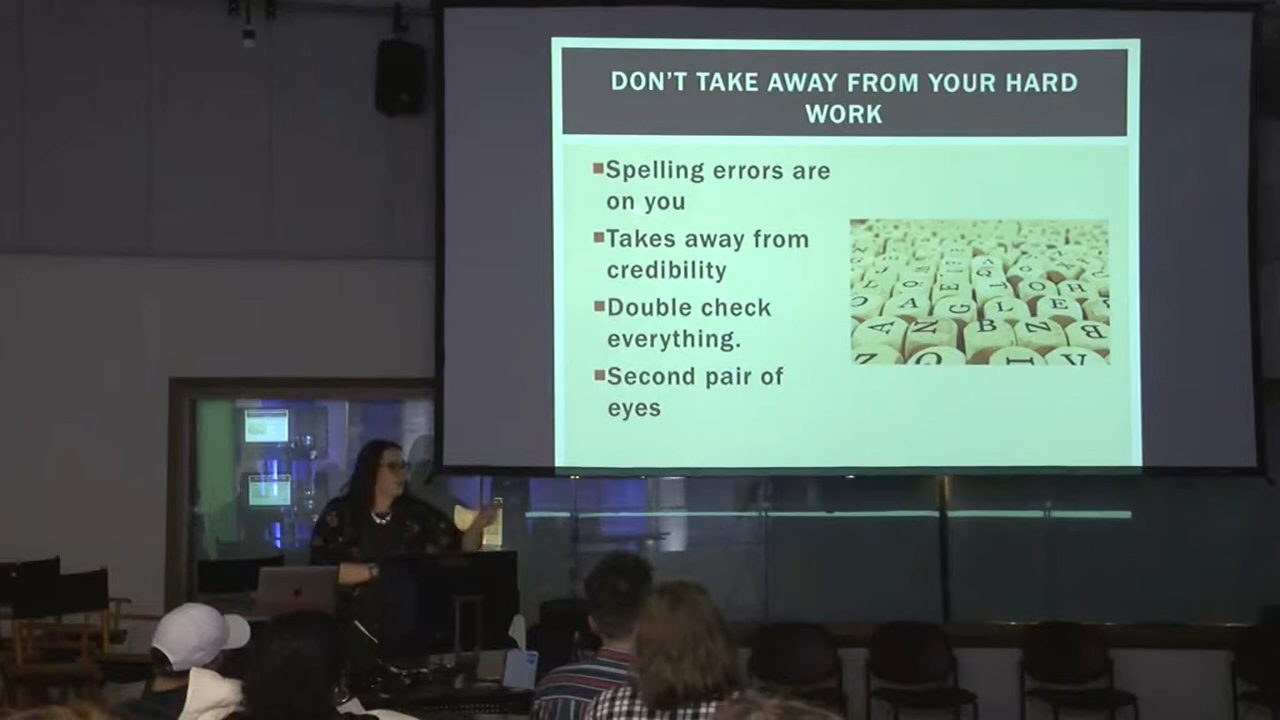 DON'T TAKE AWAY FROM YOUR HARD
WORK
Spelling errors are
on you
Takes away from
credibility
Double check
everything.
Second pair of
eyes